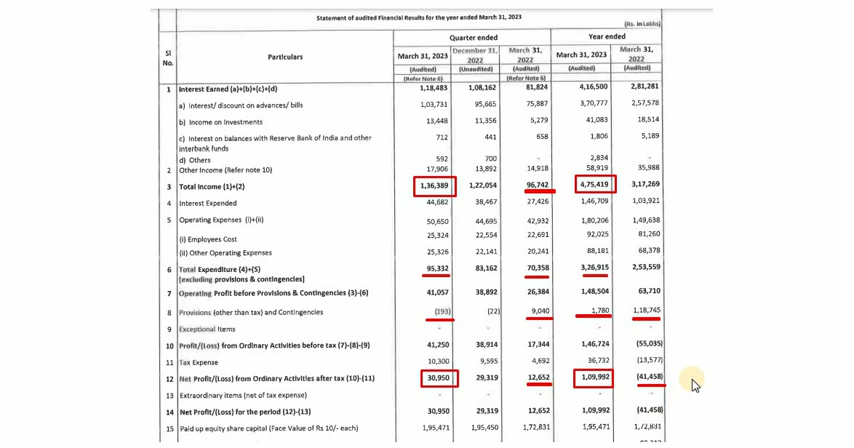 Statement of audited Financial Results for the year ended March 31, 2023
(Rs. in Lakhs)
Sl No. Particulars Quarter ended Year ended
March 31, 2023 December 31, 2022 March 31, 2022 March 31, 2023 March 31, 2022
(Audited) (Unaudited) (Audited) (Audited) (Audited)
(Refer Note 6) (Refer Note 6)
1 Interest Earned (a)+(b)+(c)+(d) 1,18,483 1,08,162 81,824 4,16,500 2,81,281
a) Interest/ discount on advances/ bills 1,03,731 95,665 75,887 3,70,777 2,57,578
b) Income on Investments 13,448 11,356 5,279 41,083 18,514
c) Interest on balances with Reserve Bank of India and other interbank funds 712 441 658 1,806 5,189
d) Others 592 700 - 2,834 -
2 Other Income (Refer note 10) 17,906 13,892 14,918 58,919 35,988
3 Total Income (1)+(2) 1,36,389 1,22,054 96,742 4,75,419 3,17,269
4 Interest Expended 44,682 38,467 27,426 1,46,709 1,03,921
5 Operating Expenses (i)+(ii) 50,650 44,695 42,932 1,80,206 1,49,638
(i) Employees Cost 25,324 22,554 22,691 92,025 81,260
(ii) Other Operating Expenses 25,326 22,141 20,241 88,181 68,378
6 Total Expenditure (4)+(5) 95,332 83,162 70,358 3,26,915 2,53,559
[excluding provisions & contingencies]
7 Operating Profit before Provisions & Contingencies (3)-(6) 41,057 38,892 26,384 1,48,504 63,710
8 Provisions (other than tax) and Contingencies (193) (22) 9,040 1,780 1,18,745
9 Exceptional Items - - - - -
10 Profit/(Loss) from Ordinary Activities before tax (7)-(8)-(9) 41,250 38,914 17,344 1,46,724 (55,035)
11 Tax Expense 10,300 9,595 4,692 36,732 (13,577)
12 Net Profit/(Loss) from Ordinary Activities after tax (10)-(11) 30,950 29,319 12,652 1,09,992 (41,458)
13 Extraordinary items (net of tax expense) - - - - -
14 Net Profit/(Loss) for the period (12)-(13) 30,950 29,319 12,652 1,09,992 (41,458)
15 Paid up equity share capital (Face Value of Rs 10/- each) 1,95,471 1,95,450 1,72,831 1,95,471 1,72,831